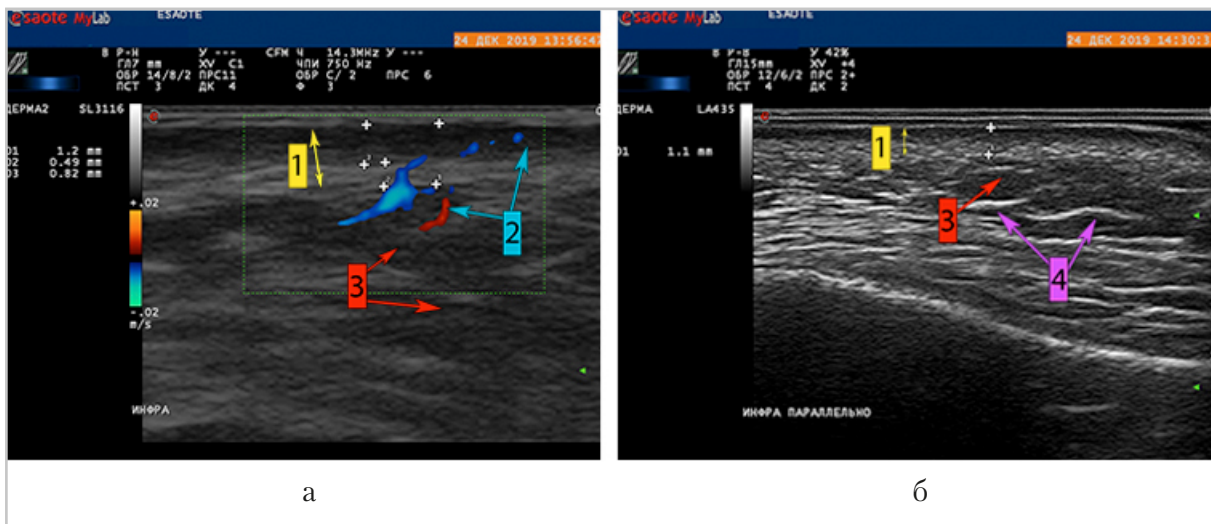 esaote MyLab ESAOTE
24 ДЕК 2019 13:56:47
В Р-Н У --- CFM Ч 14.3MHz У ---
ГЛ7 mm XV C1 ЧПИ 750 Hz
ОБР 14/8/2 ПРС11 ОБР C/ 2 ПРС 6
ПСТ 3 ДК 4 Ф 3
ДЕРМА2 SL3116
D1 1.2 mm
D2 0.49 mm
D3 0.82 mm
+.02
-.02
m/s
1
2
3
ИНФРА
а
esaote MyLab ESAOTE
24 ДЕК 2019 14:30:3
В Р-В У 42%
ГЛ15mm XV +4
ОБР 12/6/2 ПРС 2+
ПСТ 4 ДК 2
ДЕРМА LA435
D1 1.1 mm
1
3
4
ИНФРА ПАРАЛЛЕЛЬНО
б